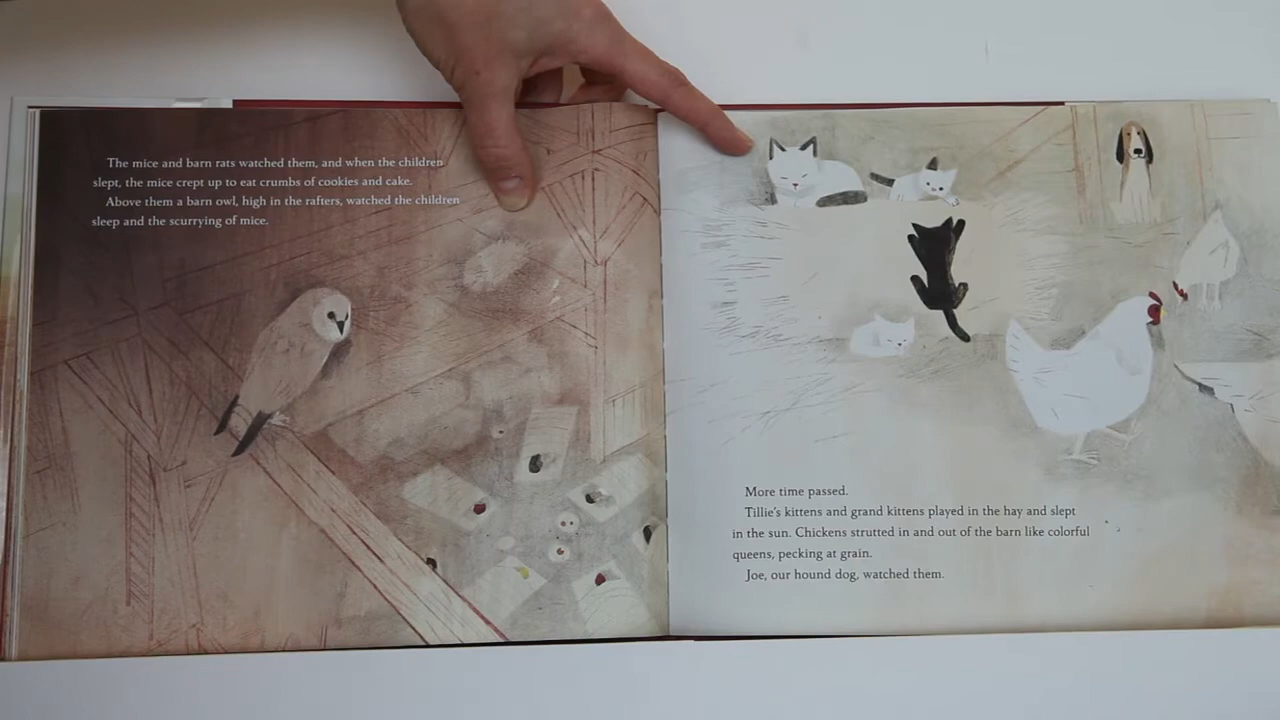 The mice and barn rats watched them, and when the children
slept, the mice crept up to eat crumbs of cookies and cake.
Above them a barn owl, high in the rafters, watched the children
sleep and the scurrying of mice.
More time passed.
Tillie's kittens and grand kittens played in the hay and slept
in the sun. Chickens strutted in and out of the barn like colorful
queens, pecking at grain.
Joe, our hound dog, watched them.